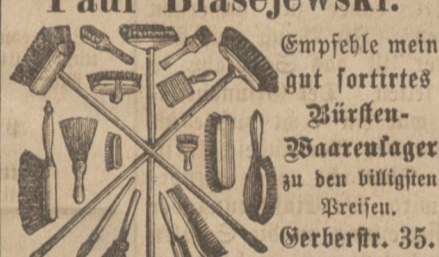 Paul Blasejewski.
Empfehle mein
gut sortirtes
Bürsten-
Waarenlager
zu den billigsten
Preisen.
Gerberstr. 35.